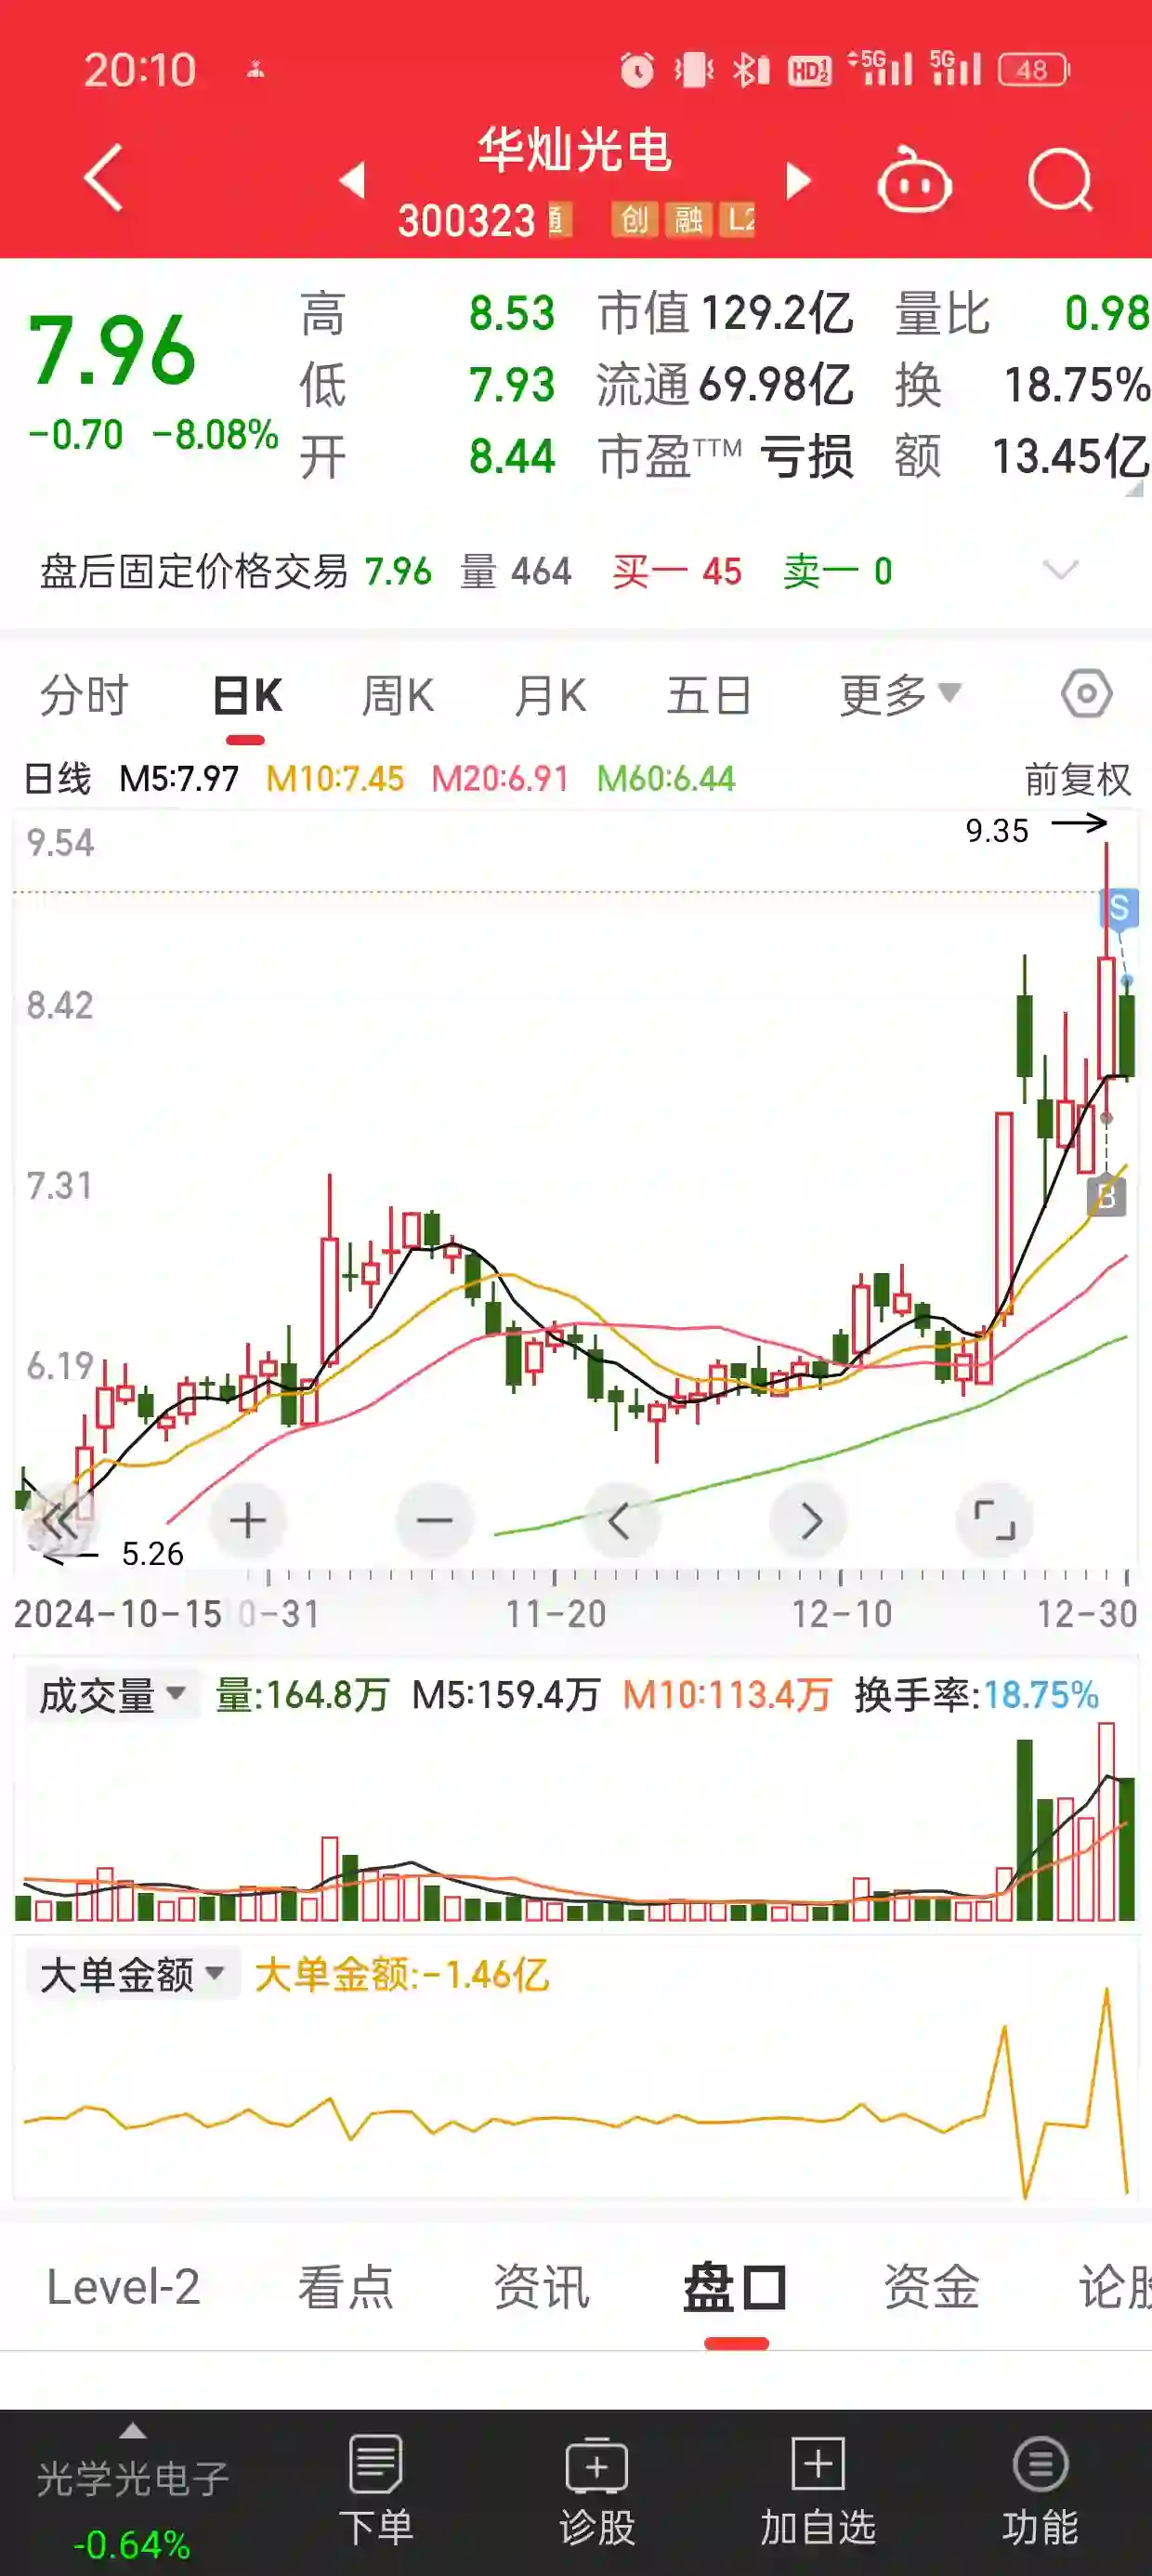 20:10
HD 1 2 5G 5G 48
华灿光电
300323 通 创 融 L2
7.96
-0.70 -8.08%
高 8.53 市值 129.2亿 量比 0.98
低 7.93 流通 69.98亿 换 18.75%
开 8.44 市盈TTM 亏损 额 13.45亿
盘后固定价格交易 7.96 量 464 买一 45 卖一 0
分时 日K 周K 月K 五日 更多
日线 M5:7.97 M10:7.45 M20:6.91 M60:6.44 前复权
9.54
9.35
S
8.42
7.31
B
6.19
5.26
2024-10-15 0-31 11-20 12-10 12-30
成交量 量:164.8万 M5:159.4万 M10:113.4万 换手率:18.75%
大单金额 大单金额:-1.46亿
Level-2 看点 资讯 盘口 资金 论股
光学光电子
-0.64%
下单 诊股 加自选 功能